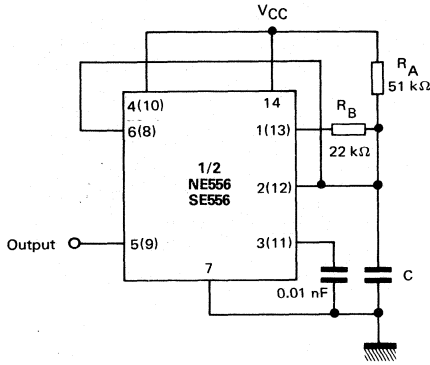 VCC
RA
51 kΩ
4(10)
14
RB
6(8)
1(13)
22 kΩ
1/2
NE556
SE556
2(12)
Output
5(9)
3(11)
7
0.01 nF
C